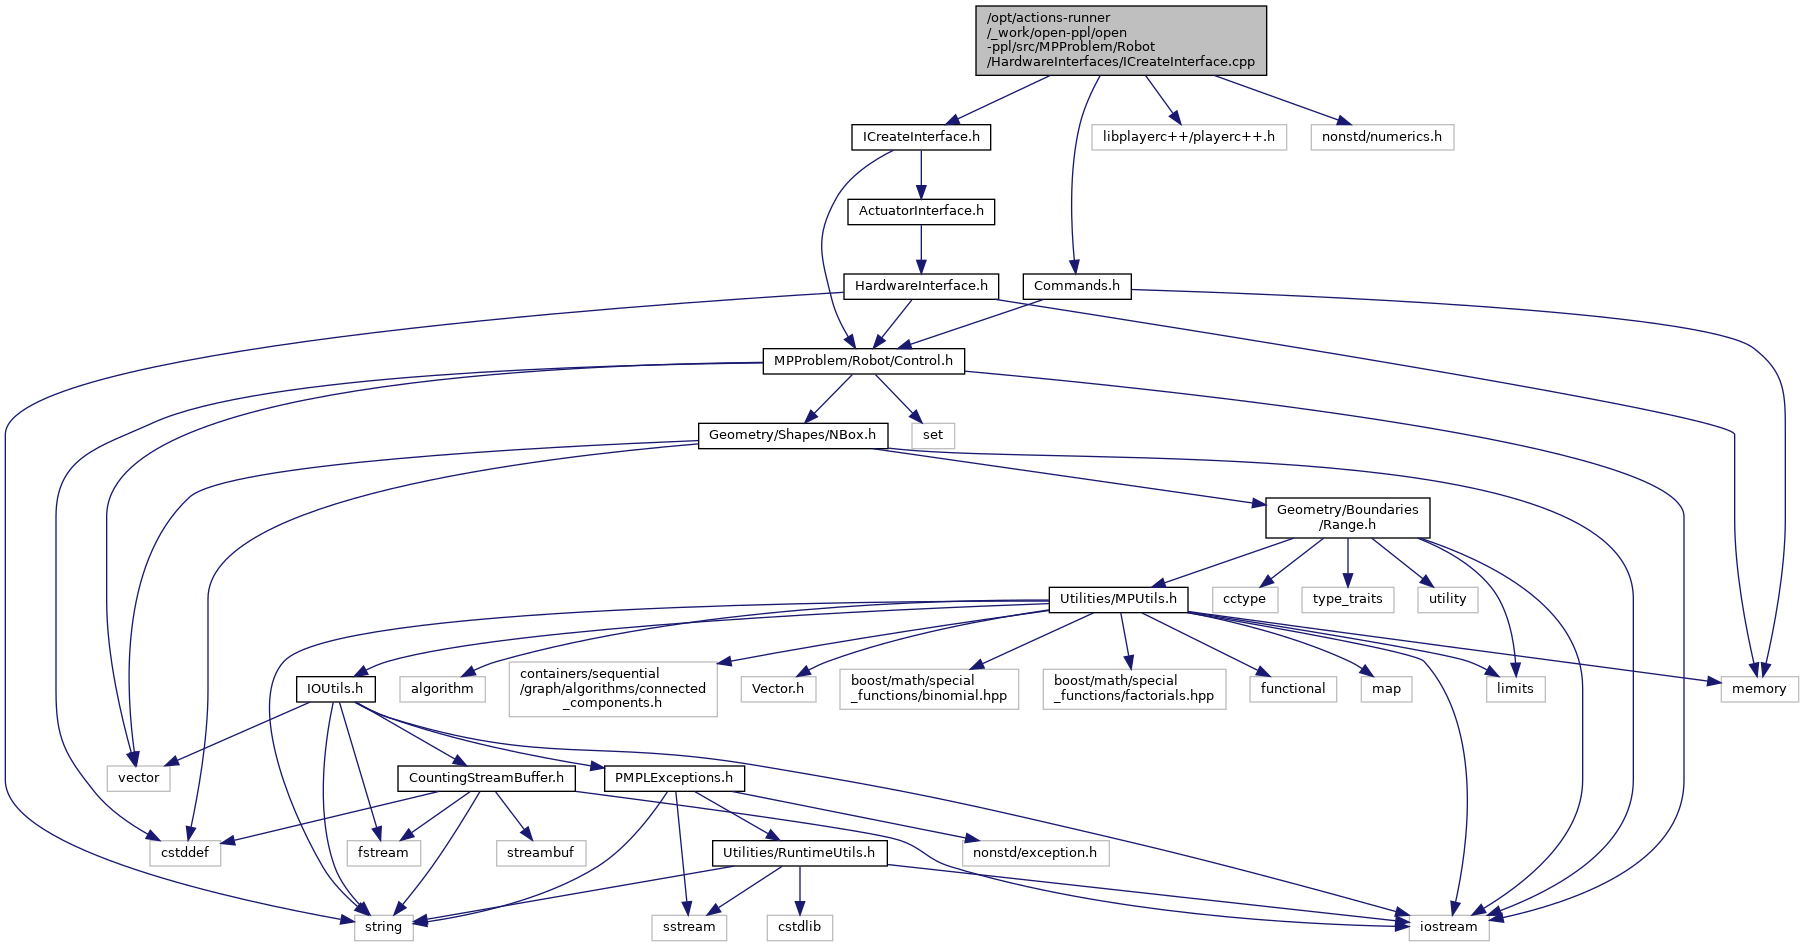 /opt/actions-runner
/_work/open-ppl/open
-ppl/src/MPProblem/Robot
/HardwareInterfaces/ICreateInterface.cpp
ICreateInterface.h
libplayerc++/playerc++.h
nonstd/numerics.h
ActuatorInterface.h
HardwareInterface.h
Commands.h
MPProblem/Robot/Control.h
Geometry/Shapes/NBox.h
set
Geometry/Boundaries
/Range.h
Utilities/MPUtils.h
cctype
type_traits
utility
IOUtils.h
algorithm
containers/sequential
/graph/algorithms/connected
_components.h
Vector.h
boost/math/special
_functions/binomial.hpp
boost/math/special
_functions/factorials.hpp
functional
map
limits
memory
vector
CountingStreamBuffer.h
PMPLExceptions.h
cstddef
fstream
streambuf
Utilities/RuntimeUtils.h
nonstd/exception.h
string
sstream
cstdlib
iostream